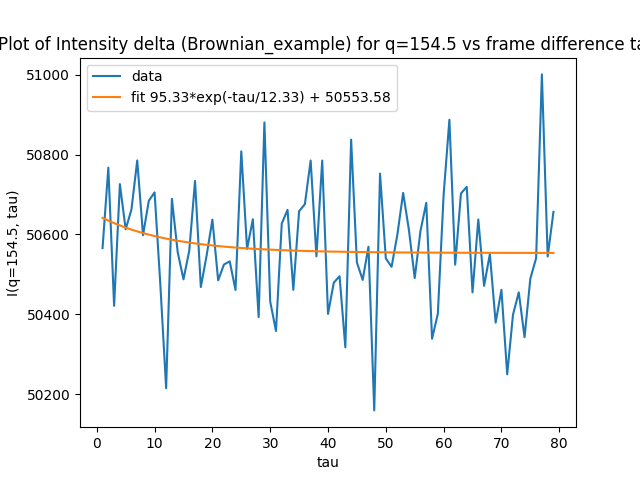 Plot of Intensity delta (Brownian_example) for q=154.5 vs frame difference ta
data
fit 95.33*exp(-tau/12.33) + 50553.58
51000
50800
50600
50400
50200
I(q=154.5, tau)
0 10 20 30 40 50 60 70 80
tau